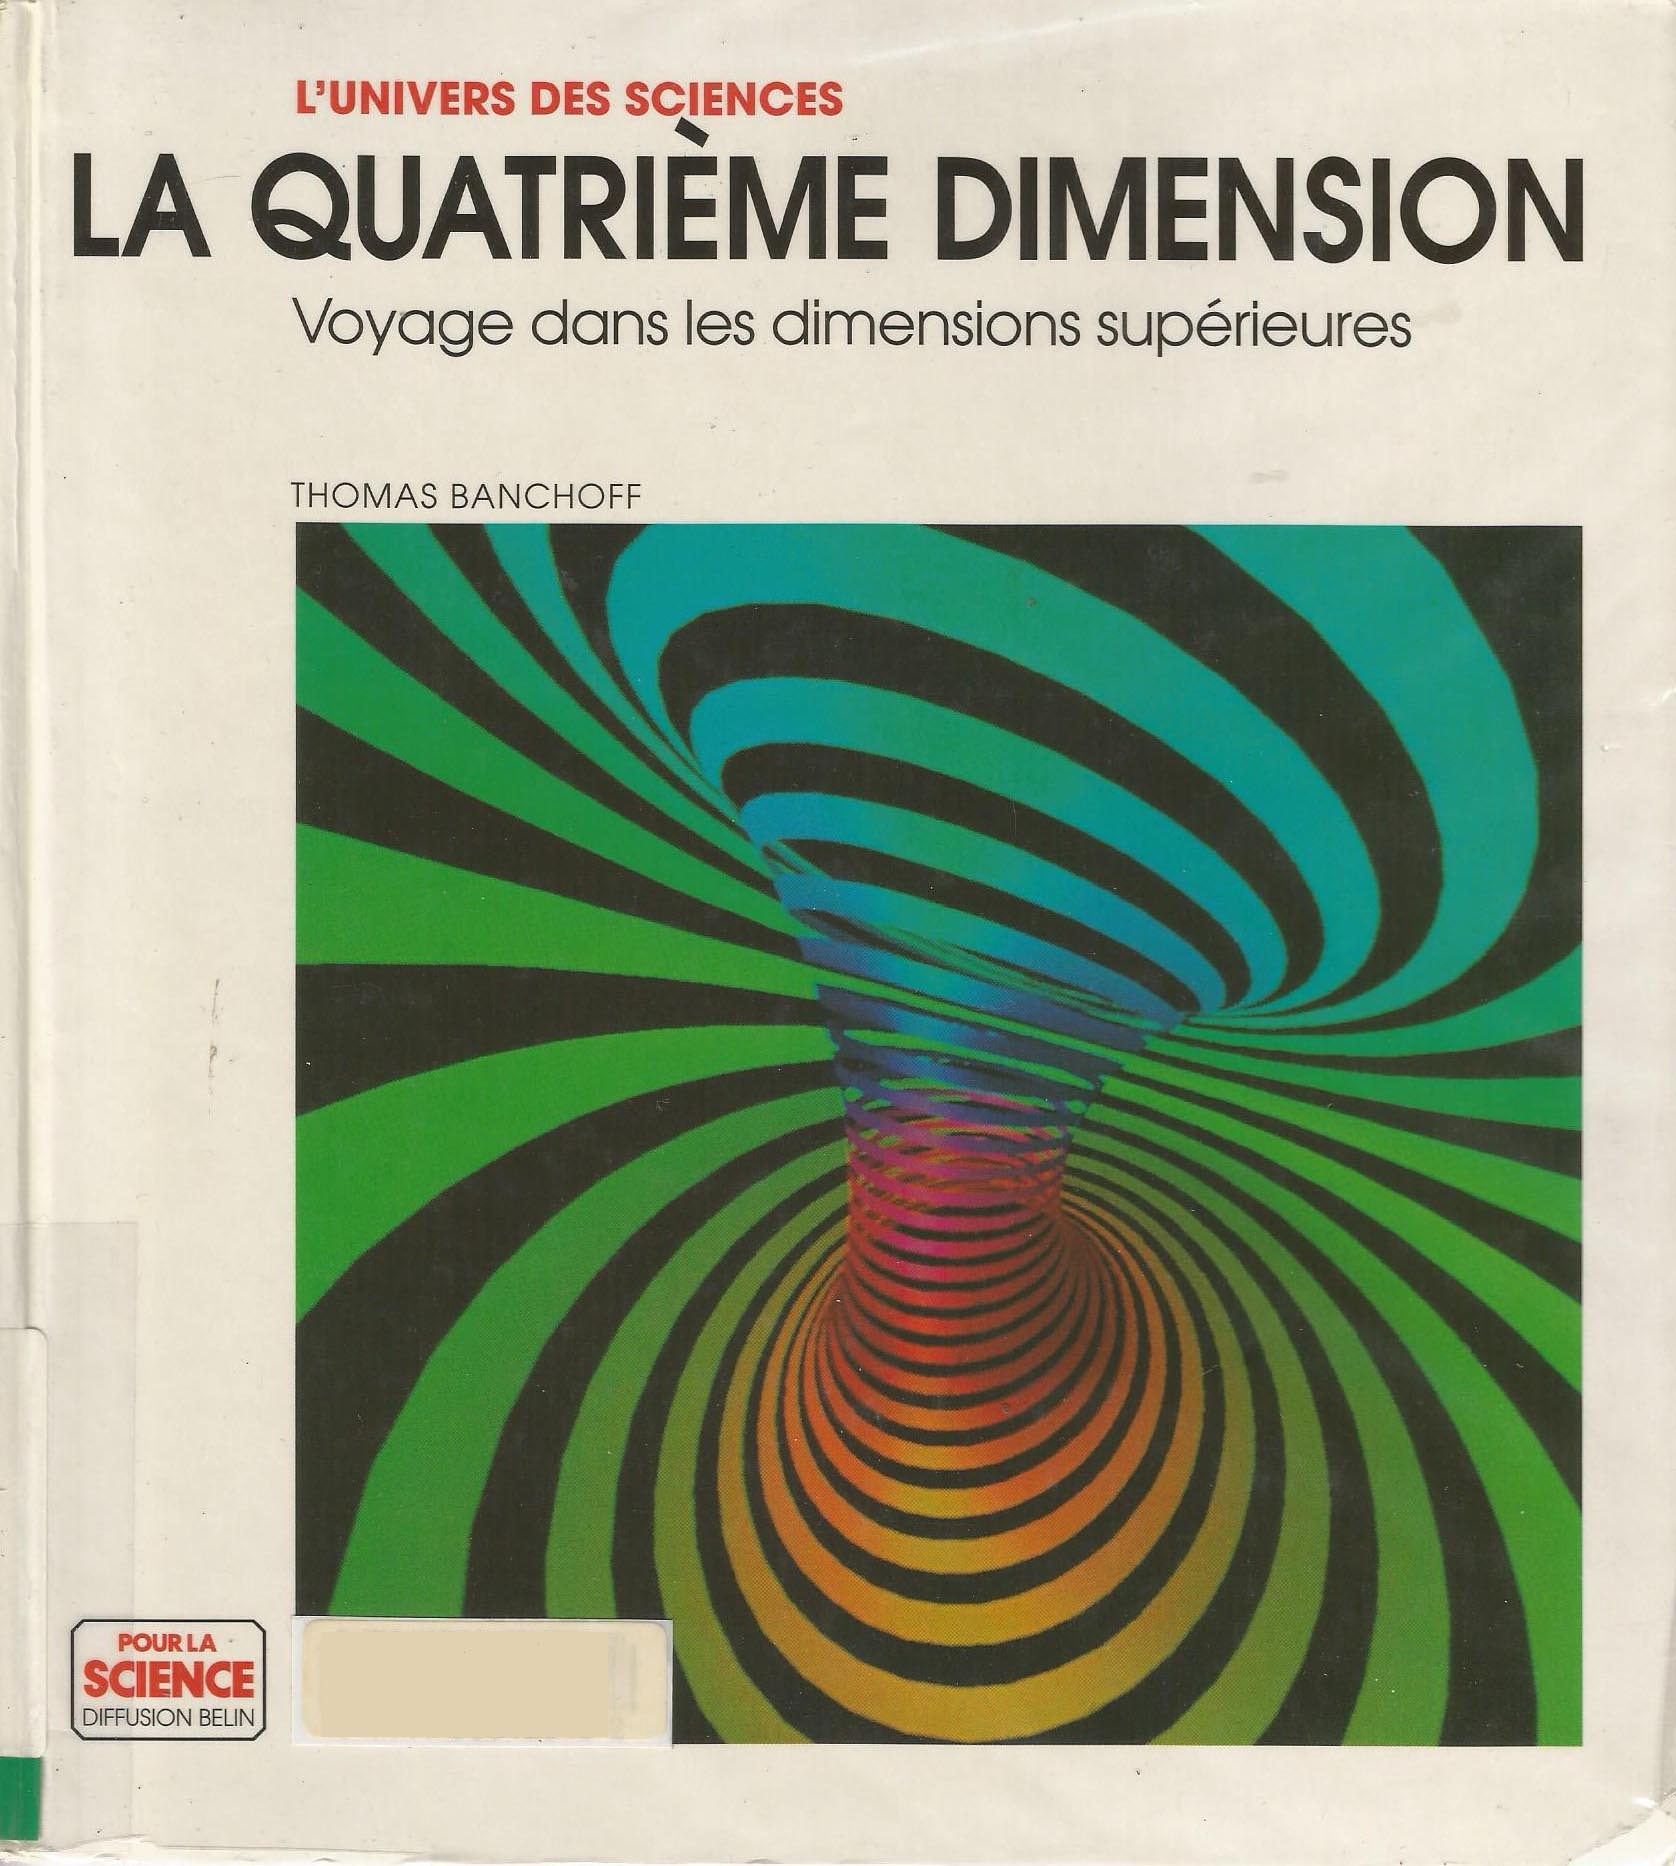 L'UNIVERS DES SCIENCES
LA QUATRIÈME DIMENSION
Voyage dans les dimensions supérieures
THOMAS BANCHOFF
POUR LA
SCIENCE
DIFFUSION BELIN